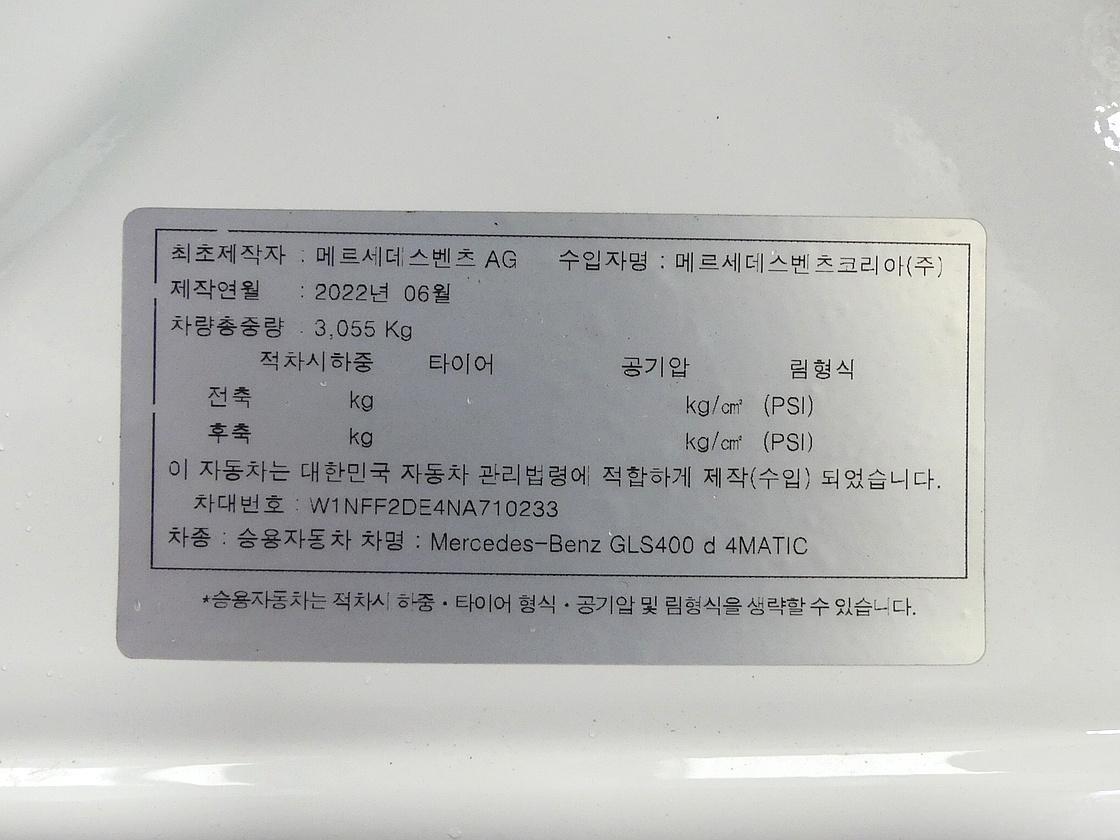 최초제작자 : 메르세데스벤츠 AG 수입자명 : 메르세데스벤츠코리아(주)
제작연월 : 2022년 06월
차량총중량 : 3,055 Kg
적차시하중 타이어 공기압 림형식
전축 kg kg/㎠ (PSI)
후축 kg kg/㎠ (PSI)
이 자동차는 대한민국 자동차 관리법령에 적합하게 제작(수입) 되었습니다.
차대번호 : W1NFF2DE4NA710233
차종 : 승용자동차 차명 : Mercedes-Benz GLS400 d 4MATIC
*승용자동차는 적차시 하중·타이어 형식·공기압 및 림형식을 생략할 수 있습니다.